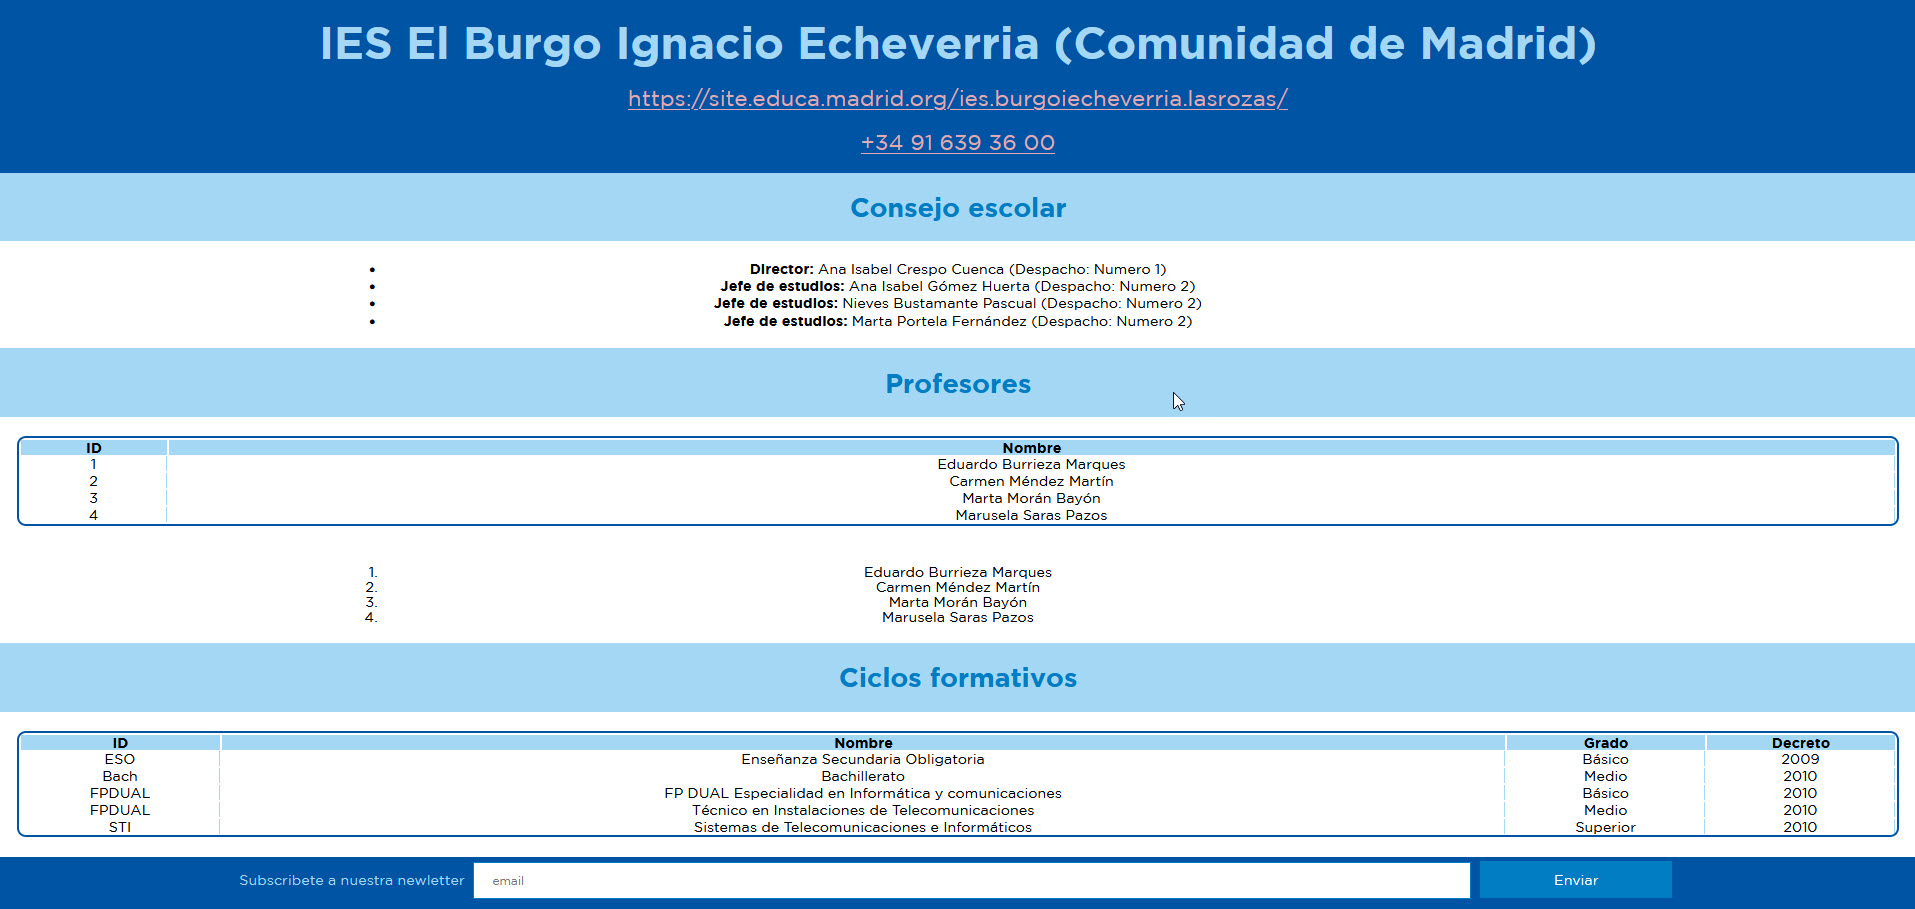 IES El Burgo Ignacio Echeverria (Comunidad de Madrid)
https://site.educa.madrid.org/ies.burgoiecheverria.lasrozas/
+34 91 639 36 00
Consejo escolar
• Director: Ana Isabel Crespo Cuenca (Despacho: Numero 1)
• Jefe de estudios: Ana Isabel Gómez Huerta (Despacho: Numero 2)
• Jefe de estudios: Nieves Bustamante Pascual (Despacho: Numero 2)
• Jefe de estudios: Marta Portela Fernández (Despacho: Numero 2)
Profesores
ID Nombre
1 Eduardo Burrieza Marques
2 Carmen Méndez Martín
3 Marta Morán Bayón
4 Marusela Saras Pazos
1. Eduardo Burrieza Marques
2. Carmen Méndez Martín
3. Marta Morán Bayón
4. Marusela Saras Pazos
Ciclos formativos
ID Nombre Grado Decreto
ESO Enseñanza Secundaria Obligatoria Básico 2009
Bach Bachillerato Medio 2010
FPDUAL FP DUAL Especialidad en Informática y comunicaciones Básico 2010
FPDUAL Técnico en Instalaciones de Telecomunicaciones Medio 2010
STI Sistemas de Telecomunicaciones e Informáticos Superior 2010
Subscribete a nuestra newletter email Enviar